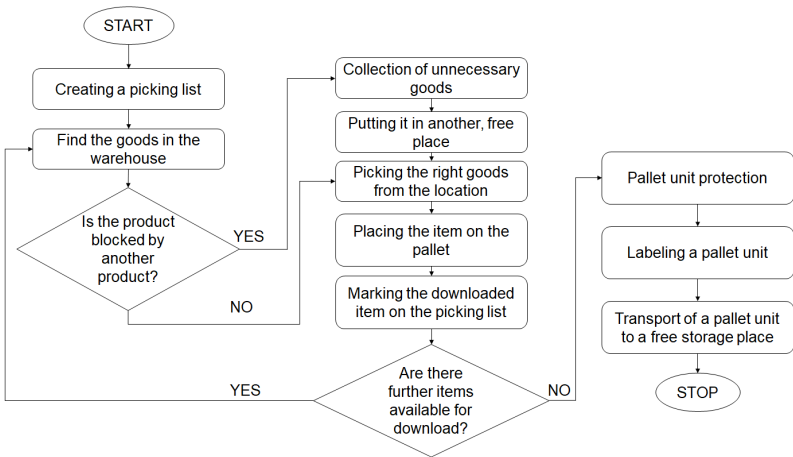 START
Creating a picking list
Find the goods in the
warehouse
Is the product
blocked by
another
product?
YES
NO
Collection of unnecessary
goods
Putting it in another, free
place
Picking the right goods
from the location
Placing the item on the
pallet
Marking the downloaded
item on the picking list
Are there
further items
available for
download?
YES
NO
Pallet unit protection
Labeling a pallet unit
Transport of a pallet unit
to a free storage place
STOP